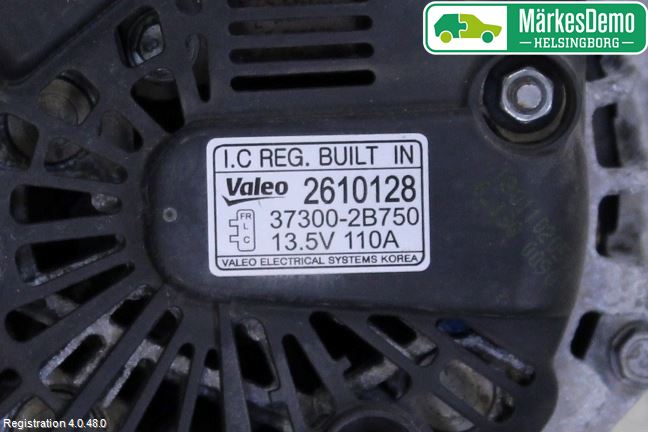 MärkesDemo
HELSINGBORG
I.C REG. BUILT IN
Valeo 2610128
FR
L
C
37300-2B750
13.5V 110A
VALEO ELECTRICAL SYSTEMS KOREA
Registration 4.0.48.0